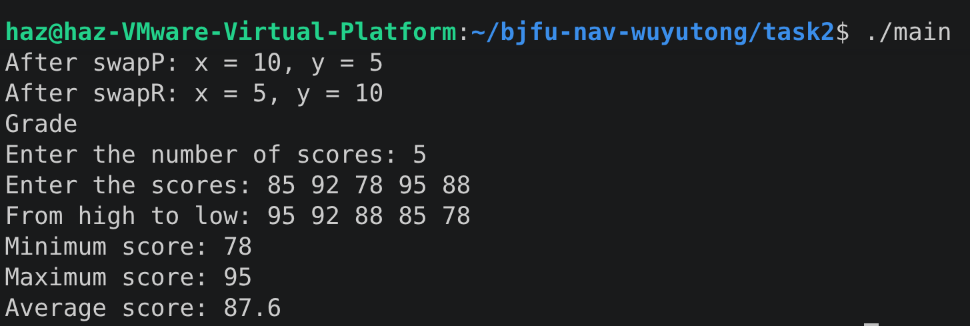 haz@haz-VMware-Virtual-Platform:~/bjfu-nav-wuyutong/task2$ ./main
After swapP: x = 10, y = 5
After swapR: x = 5, y = 10
Grade
Enter the number of scores: 5
Enter the scores: 85 92 78 95 88
From high to low: 95 92 88 85 78
Minimum score: 78
Maximum score: 95
Average score: 87.6